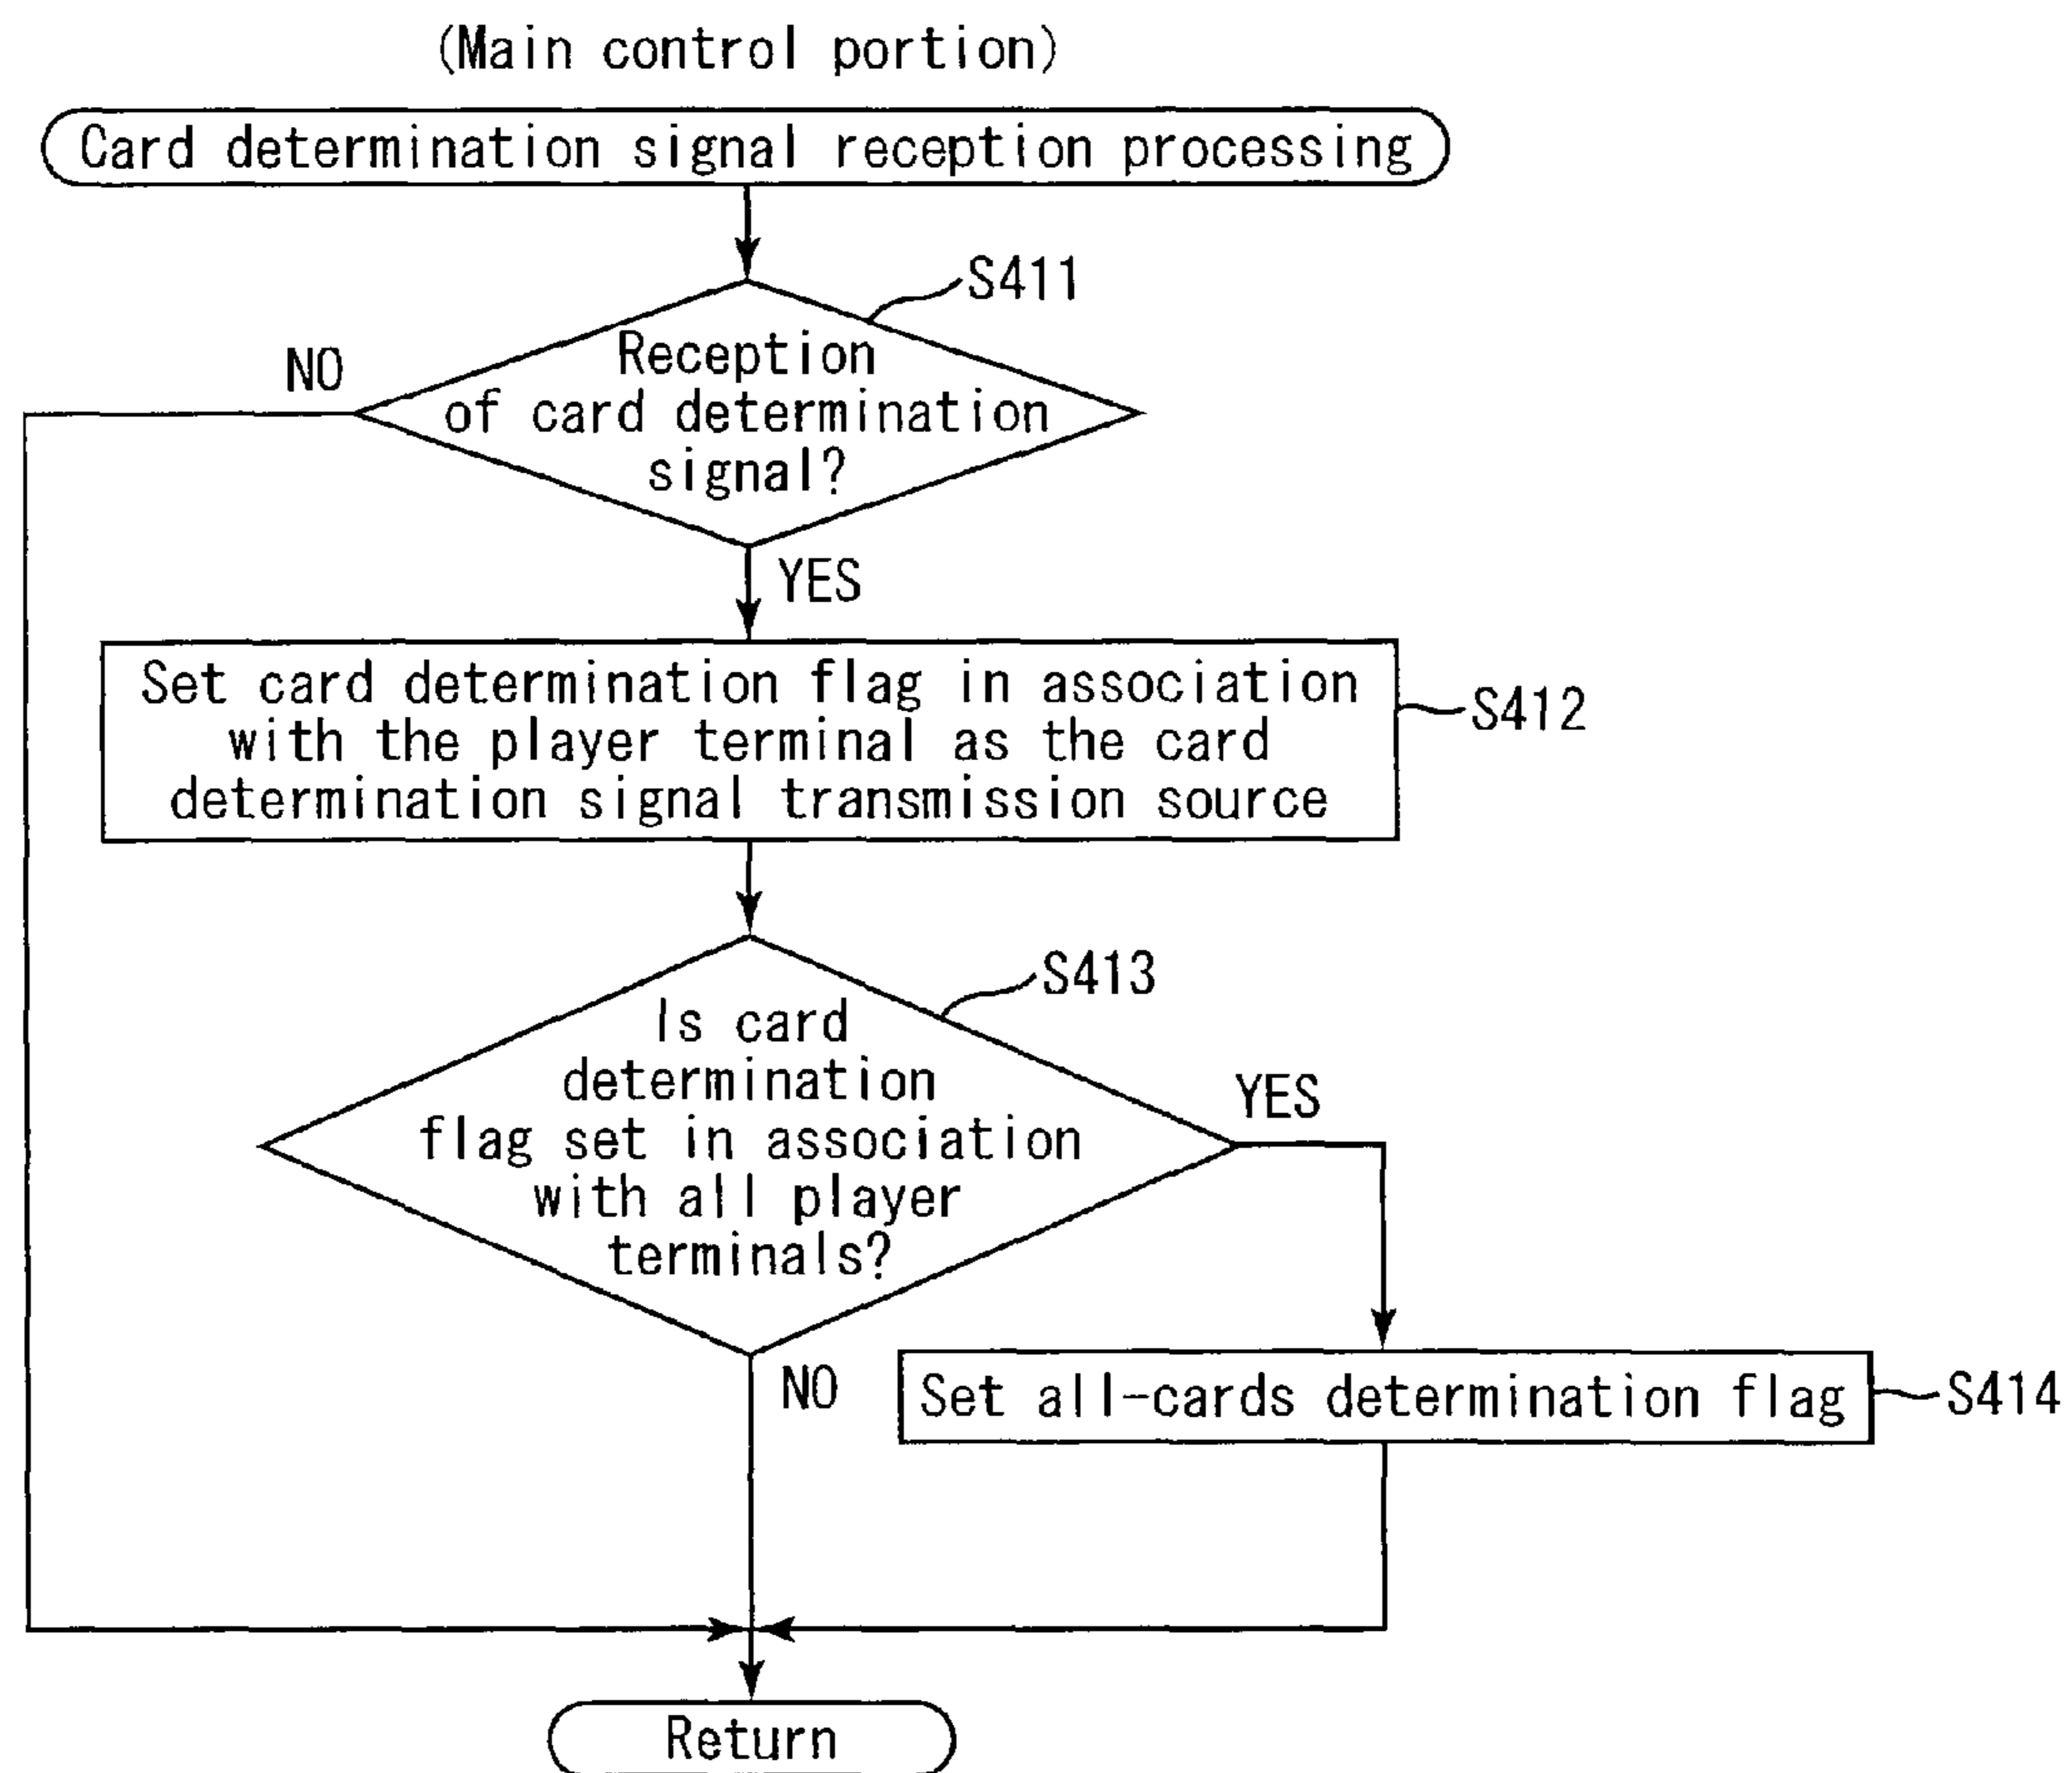 (Main control portion)
Card determination signal reception processing
S411
NO
Reception
of card determination
signal?
YES
Set card determination flag in association
with the player terminal as the card
determination signal transmission source
S412
S413
Is card
determination
flag set in association
with all player
terminals?
YES
NO
Set all-cards determination flag
S414
Return